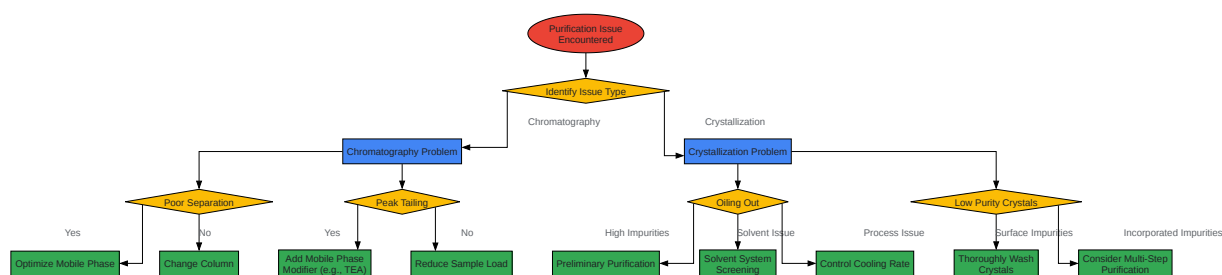 Purification Issue
Encountered
Identify Issue Type
Chromatography
Crystallization
Chromatography Problem
Crystallization Problem
Poor Separation
Peak Tailing
Oiling Out
Low Purity Crystals
Yes
No
Yes
No
High Impurities
Solvent Issue
Process Issue
Surface Impurities
Incorporated Impurities
Optimize Mobile Phase
Change Column
Add Mobile Phase
Modifier (e.g., TEA)
Reduce Sample Load
Preliminary Purification
Solvent System
Screening
Control Cooling Rate
Thoroughly Wash
Crystals
Consider Multi-Step
Purification